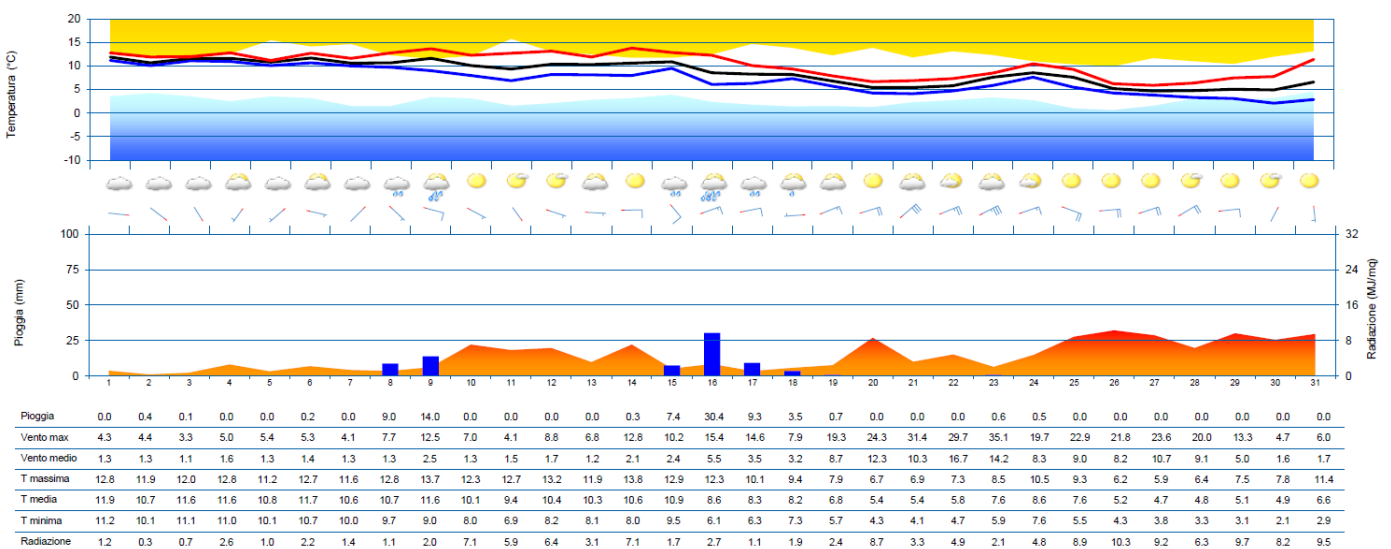 Temperatura (°C)
20
15
10
5
0
-5
-10
Pioggia (mm)
100
75
50
25
0
Radiazione (MJ/mq)
32
24
16
8
0
1 2 3 4 5 6 7 8 9 10 11 12 13 14 15 16 17 18 19 20 21 22 23 24 25 26 27 28 29 30 31
Pioggia 0.0 0.4 0.1 0.0 0.0 0.2 0.0 9.0 14.0 0.0 0.0 0.0 0.0 0.3 7.4 30.4 9.3 3.5 0.7 0.0 0.0 0.0 0.6 0.5 0.0 0.0 0.0 0.0 0.0 0.0 0.0
Vento max 4.3 4.4 3.3 5.0 5.4 5.3 4.1 7.7 12.5 7.0 4.1 8.8 6.8 12.8 10.2 15.4 14.6 7.9 19.3 24.3 31.4 29.7 35.1 19.7 22.9 21.8 23.6 20.0 13.3 4.7 6.0
Vento medio 1.3 1.3 1.1 1.6 1.3 1.4 1.3 1.3 2.5 1.3 1.5 1.7 1.2 2.1 2.4 5.5 3.5 3.2 8.7 12.3 10.3 16.7 14.2 8.3 9.0 8.2 10.7 9.1 5.0 1.6 1.7
T massima 12.8 11.9 12.0 12.8 11.2 12.7 11.6 12.8 13.7 12.3 12.7 13.2 11.9 13.8 12.9 12.3 10.1 9.4 7.9 6.7 6.9 7.3 8.5 10.5 9.3 6.2 5.9 6.4 7.5 7.8 11.4
T media 11.9 10.7 11.6 11.6 10.8 11.7 10.6 10.7 11.6 10.1 9.4 10.4 10.3 10.6 10.9 8.6 8.3 8.2 6.8 5.4 5.4 5.8 7.6 8.6 7.6 5.2 4.7 4.8 5.1 4.9 6.6
T minima 11.2 10.1 11.1 11.0 10.1 10.7 10.0 9.7 9.0 8.0 6.9 8.2 8.1 8.0 9.5 6.1 6.3 7.3 5.7 4.3 4.1 4.7 5.9 7.6 5.5 4.3 3.8 3.3 3.1 2.1 2.9
Radiazione 1.2 0.3 0.7 2.6 1.0 2.2 1.4 1.1 2.0 7.1 5.9 6.4 3.1 7.1 1.7 2.7 1.1 1.9 2.4 8.7 3.3 4.9 2.1 4.8 8.9 10.3 9.2 6.3 9.7 8.2 9.5